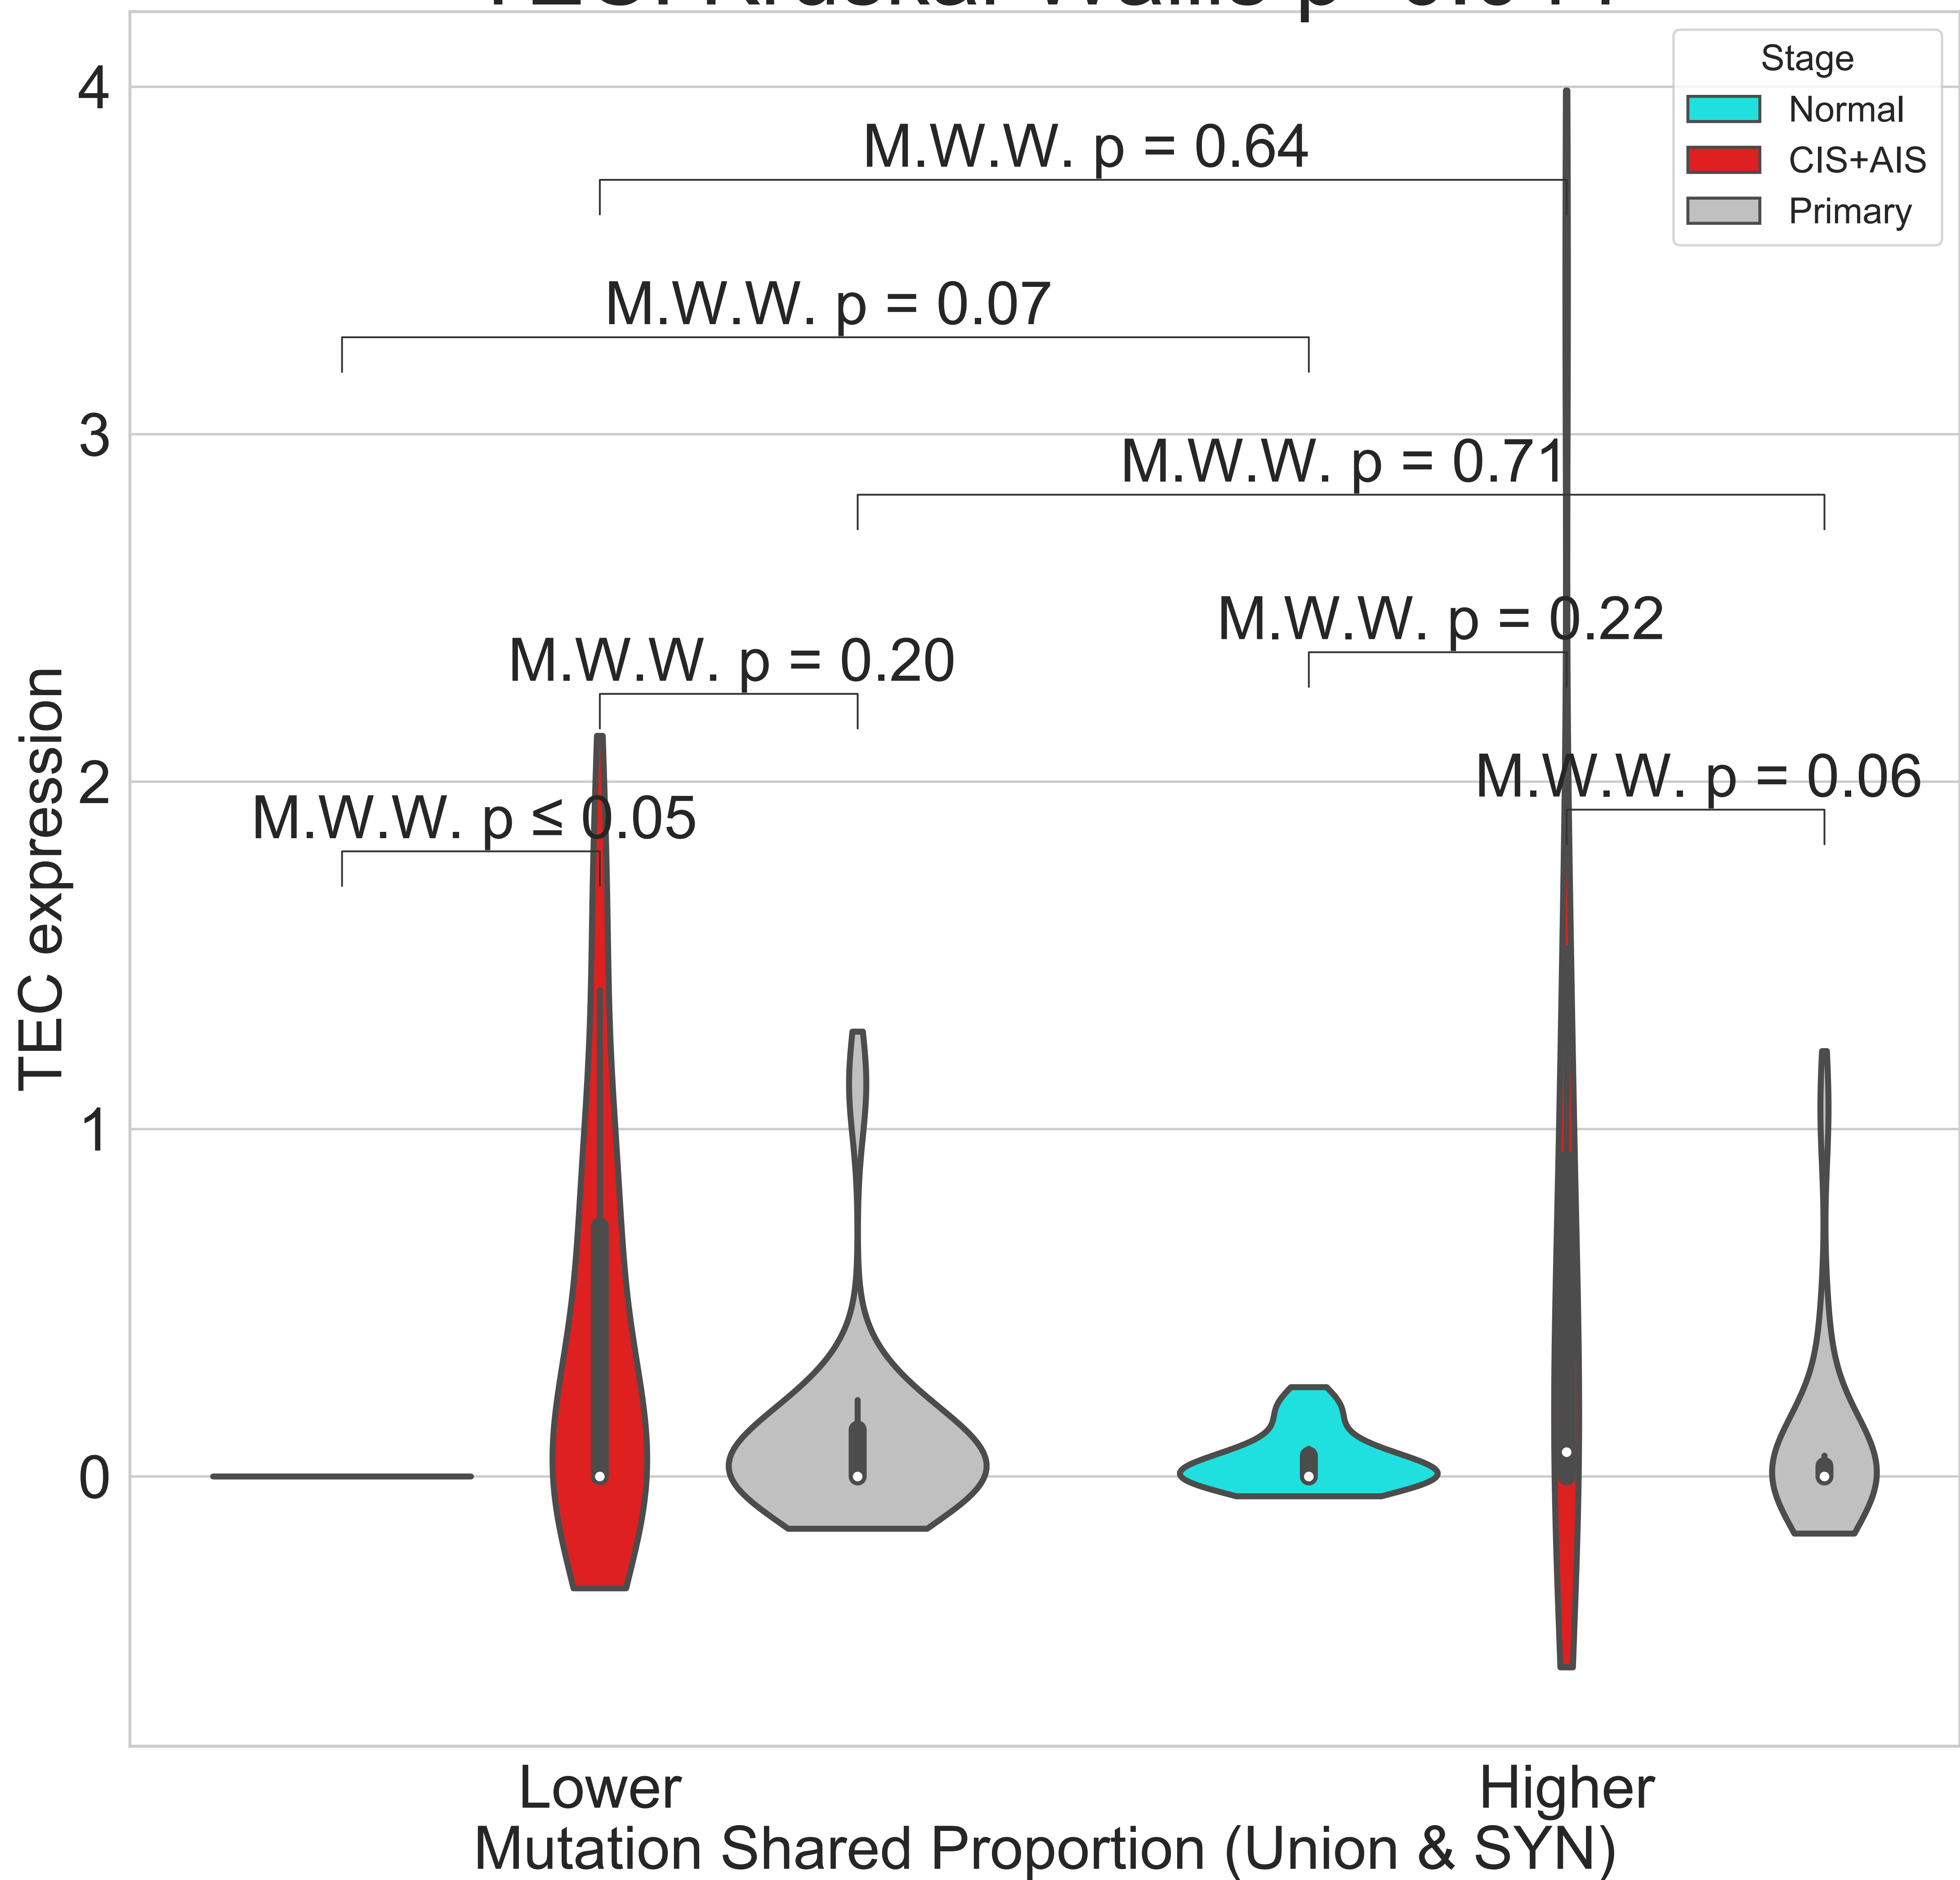 Stage
Normal
CIS+AIS
Primary
M.W.W. p = 0.64
M.W.W. p = 0.07
M.W.W. p = 0.71
M.W.W. p = 0.22
M.W.W. p = 0.20
M.W.W. p = 0.06
M.W.W. p ≤ 0.05
4
3
2
1
0
TEC expression
Lower
Higher
Mutation Shared Proportion (Union & SYN)